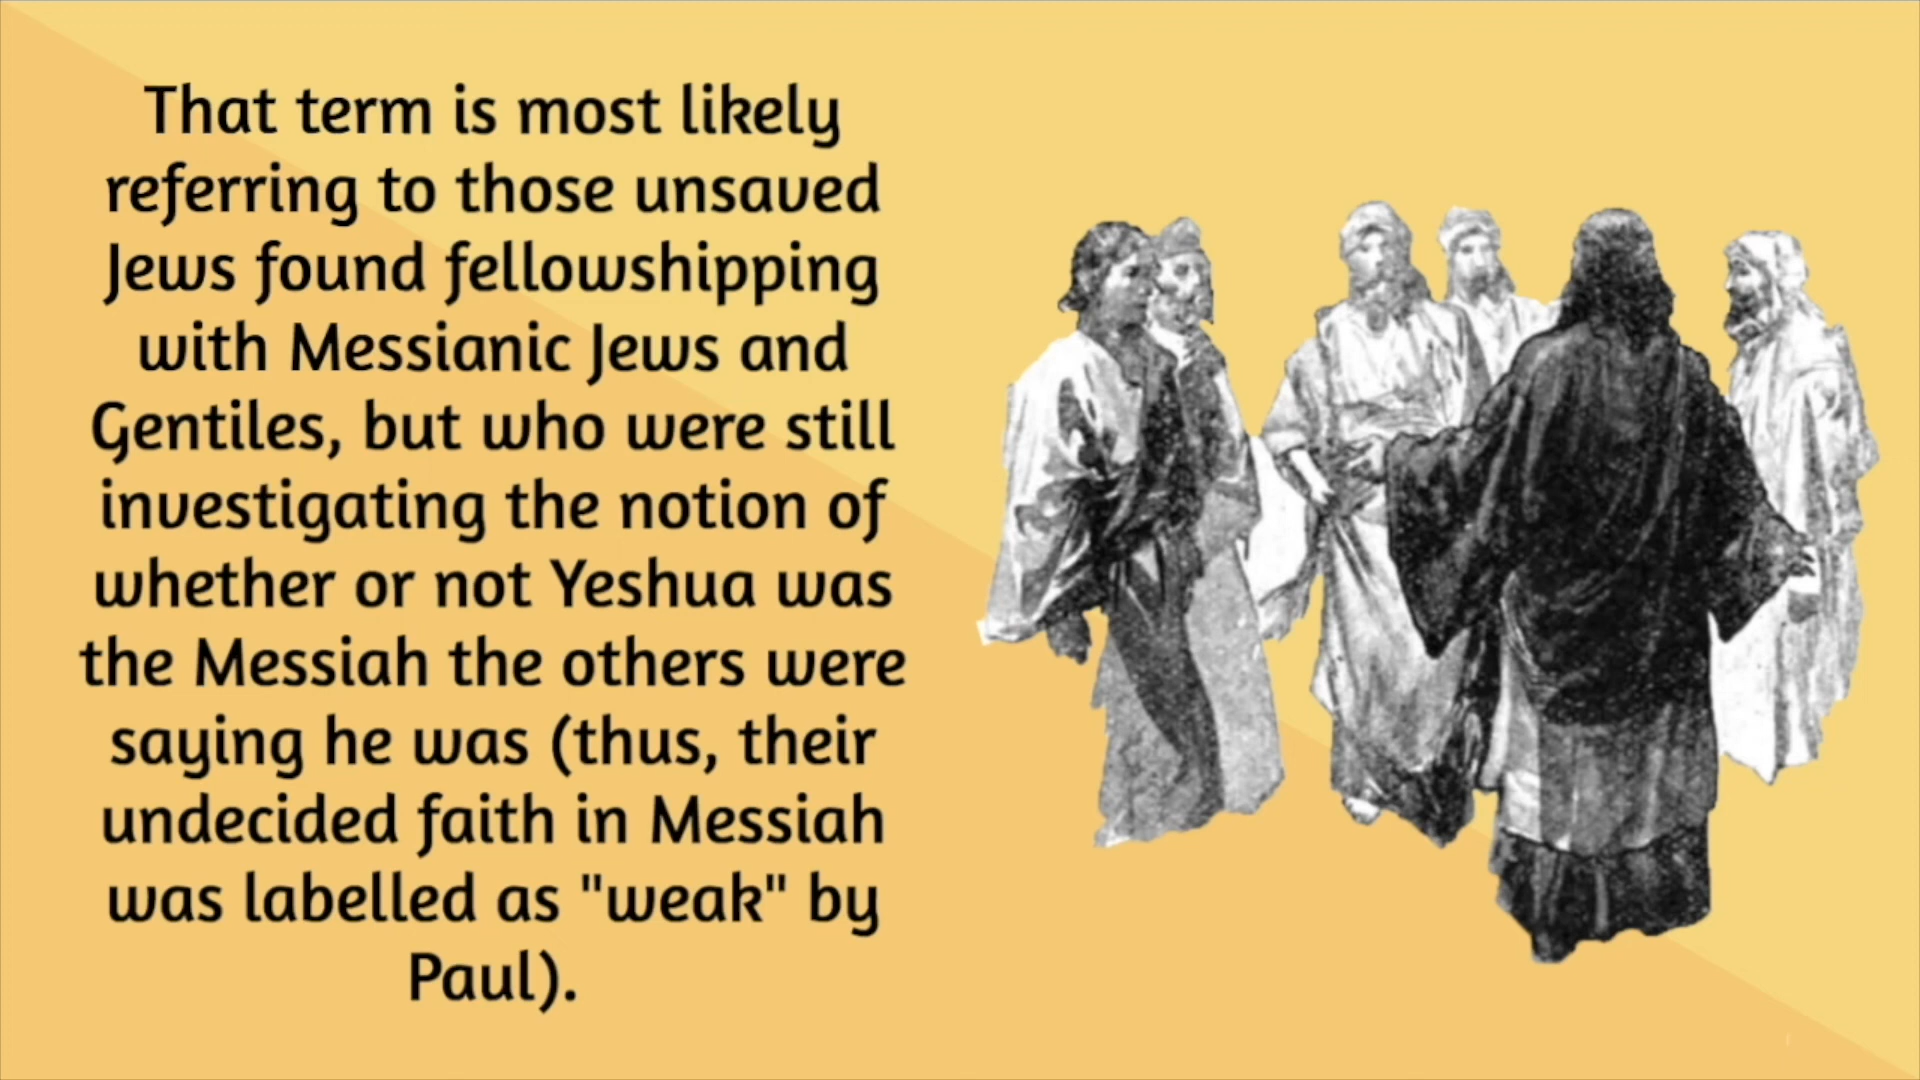 That term is most likely
referring to those unsaved
Jews found fellowshipping
with Messianic Jews and
Gentiles, but who were still
investigating the notion of
whether or not Yeshua was
the Messiah the others were
saying he was (thus, their
undecided faith in Messiah
was labelled as "weak" by
Paul).